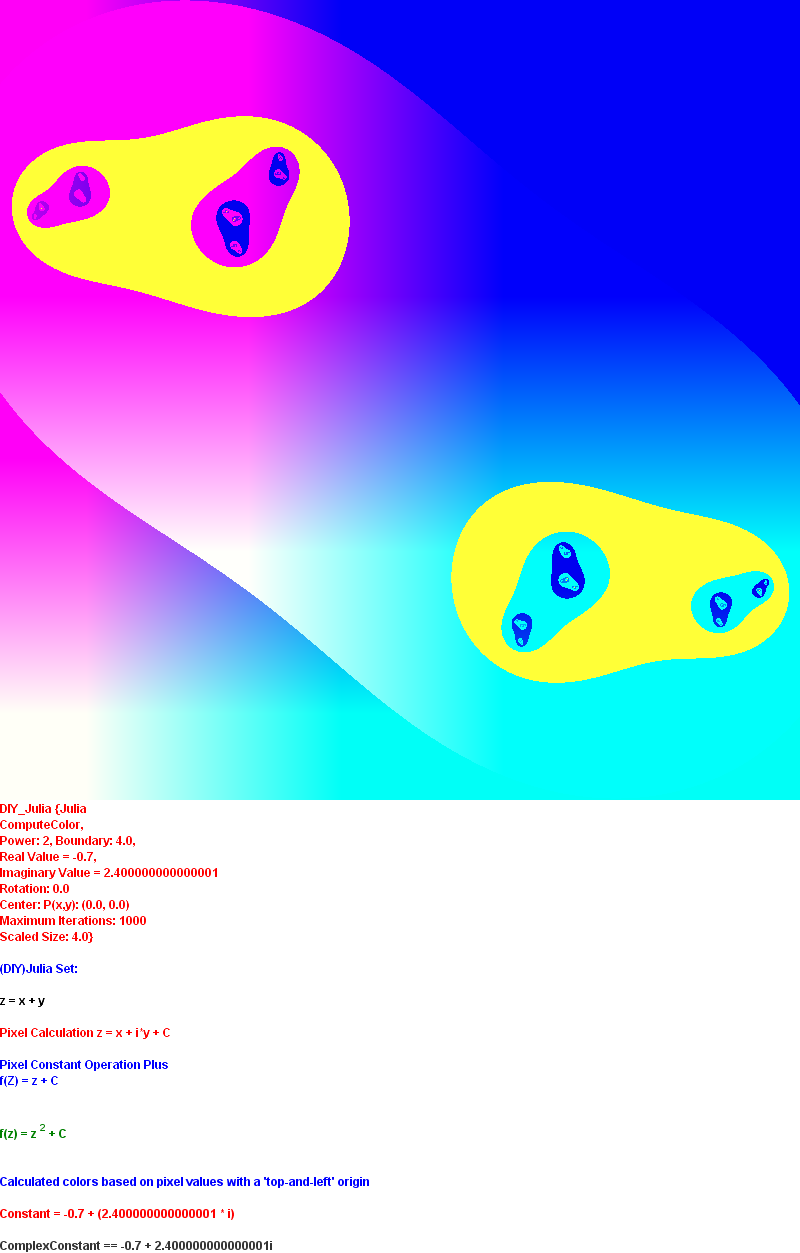 DIY_Julia {Julia
ComputeColor,
Power: 2, Boundary: 4.0,
Real Value = -0.7,
Imaginary Value = 2.400000000000001
Rotation: 0.0
Center: P(x,y): (0.0, 0.0)
Maximum Iterations: 1000
Scaled Size: 4.0}
(DIY)Julia Set:
z = x + y
Pixel Calculation z = x + i*y + C
Pixel Constant Operation Plus
f(Z) = z + C
f(z) = z 2 + C
Calculated colors based on pixel values with a 'top-and-left' origin
Constant = -0.7 + (2.400000000000001 * i)
ComplexConstant == -0.7 + 2.400000000000001i